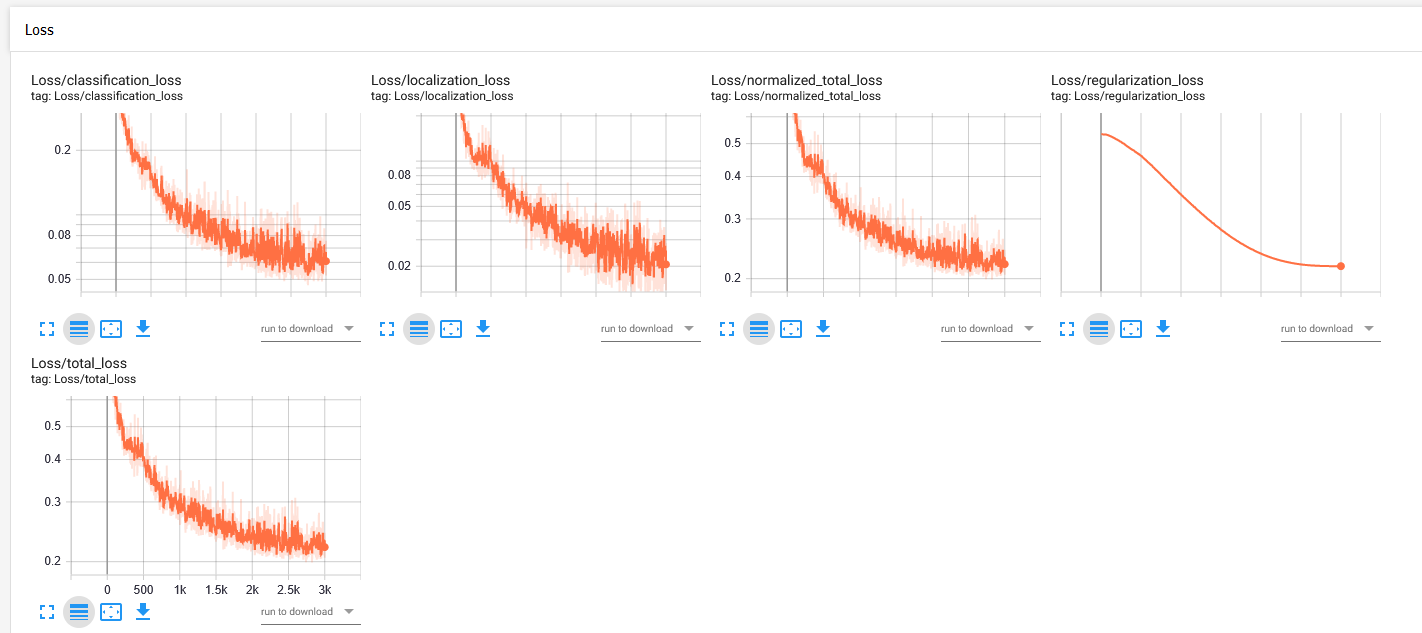 Loss
Loss/classification_loss
tag: Loss/classification_loss
0.2
0.08
0.05
run to download
Loss/localization_loss
tag: Loss/localization_loss
0.08
0.05
0.02
run to download
Loss/normalized_total_loss
tag: Loss/normalized_total_loss
0.5
0.4
0.3
0.2
run to download
Loss/regularization_loss
tag: Loss/regularization_loss
run to download
Loss/total_loss
tag: Loss/total_loss
0.5
0.4
0.3
0.2
0 500 1k 1.5k 2k 2.5k 3k
run to download